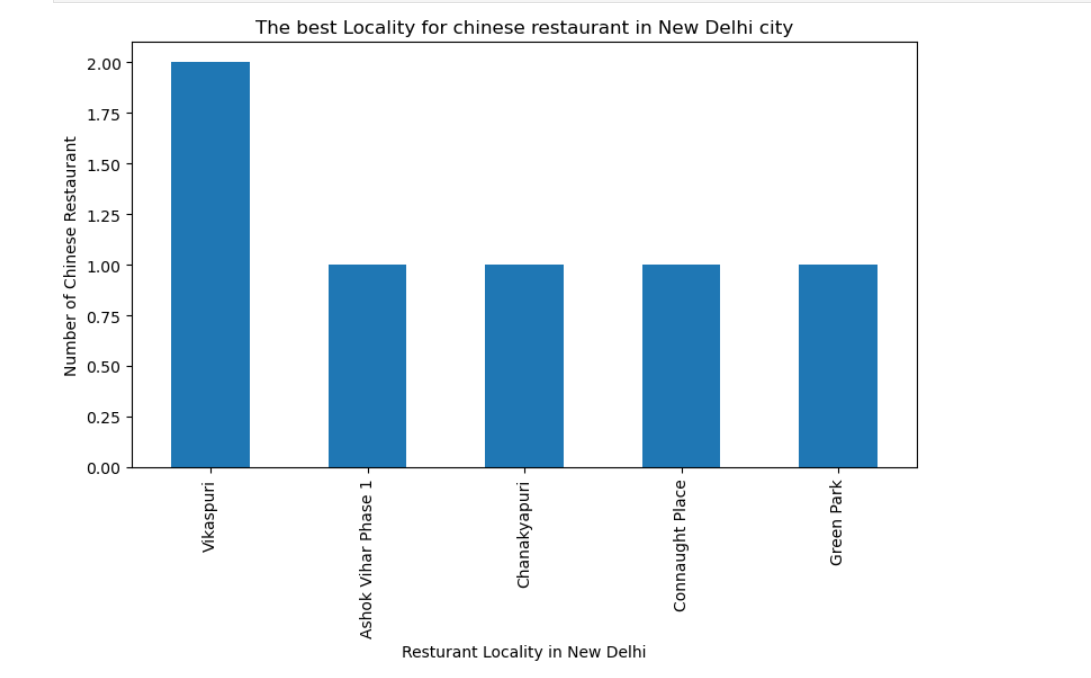 The best Locality for chinese restaurant in New Delhi city
Number of Chinese Restaurant
2.00
1.75
1.50
1.25
1.00
0.75
0.50
0.25
0.00
Vikaspuri
Ashok Vihar Phase 1
Chanakyapuri
Connaught Place
Green Park
Resturant Locality in New Delhi